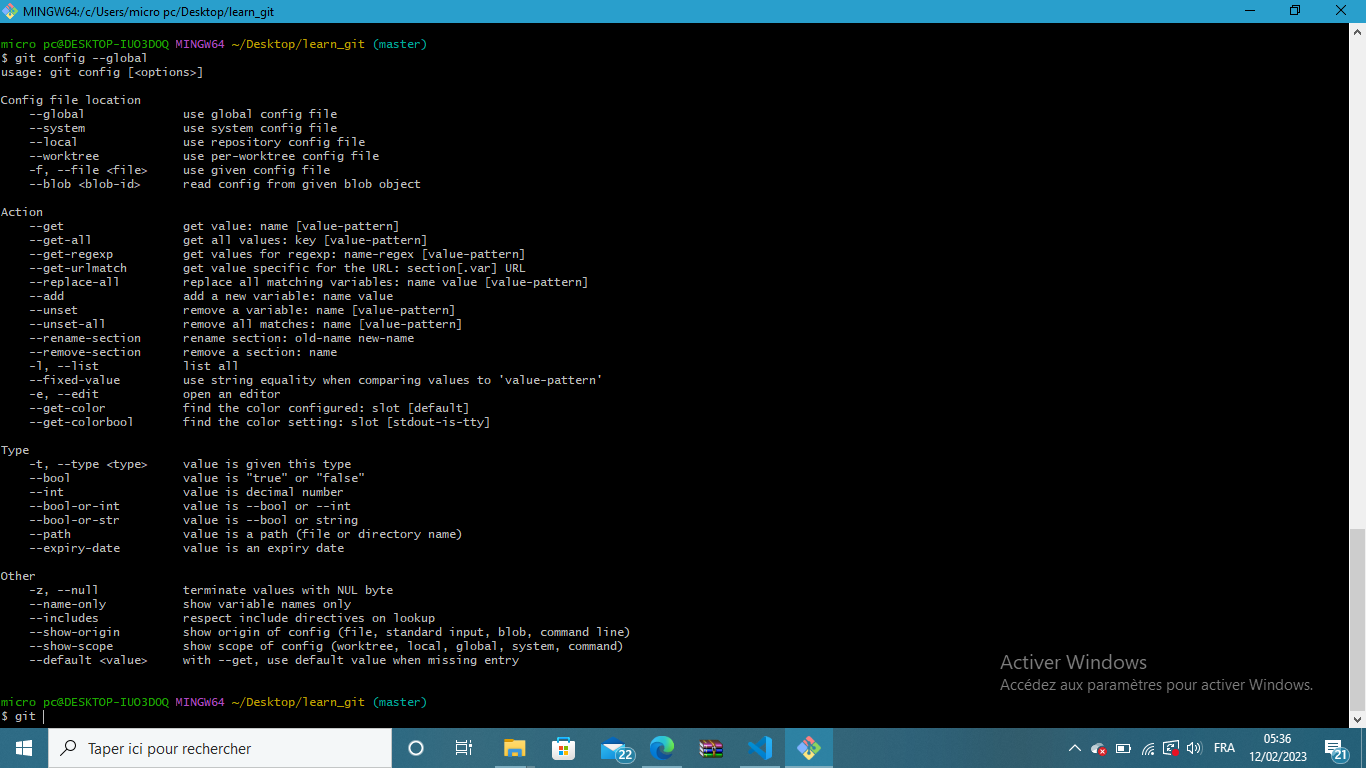 MINGW64:/c/Users/micro pc/Desktop/learn_git
micro pc@DESKTOP-IUO3DOQ MINGW64 ~/Desktop/learn_git (master)
$ git config --global
usage: git config [<options>]
Config file location
--global use global config file
--system use system config file
--local use repository config file
--worktree use per-worktree config file
-f, --file <file> use given config file
--blob <blob-id> read config from given blob object
Action
--get get value: name [value-pattern]
--get-all get all values: key [value-pattern]
--get-regexp get values for regexp: name-regex [value-pattern]
--get-urlmatch get value specific for the URL: section[.var] URL
--replace-all replace all matching variables: name value [value-pattern]
--add add a new variable: name value
--unset remove a variable: name [value-pattern]
--unset-all remove all matches: name [value-pattern]
--rename-section rename section: old-name new-name
--remove-section remove a section: name
-l, --list list all
--fixed-value use string equality when comparing values to 'value-pattern'
-e, --edit open an editor
--get-color find the color configured: slot [default]
--get-colorbool find the color setting: slot [stdout-is-tty]
Type
-t, --type <type> value is given this type
--bool value is "true" or "false"
--int value is decimal number
--bool-or-int value is --bool or --int
--bool-or-str value is --bool or string
--path value is a path (file or directory name)
--expiry-date value is an expiry date
Other
-z, --null terminate values with NUL byte
--name-only show variable names only
--includes respect include directives on lookup
--show-origin show origin of config (file, standard input, blob, command line)
--show-scope show scope of config (worktree, local, global, system, command)
--default <value> with --get, use default value when missing entry
micro pc@DESKTOP-IUO3DOQ MINGW64 ~/Desktop/learn_git (master)
$ git
Activer Windows
Accédez aux paramètres pour activer Windows.
Taper ici pour rechercher
22
FRA
05:36
12/02/2023
21